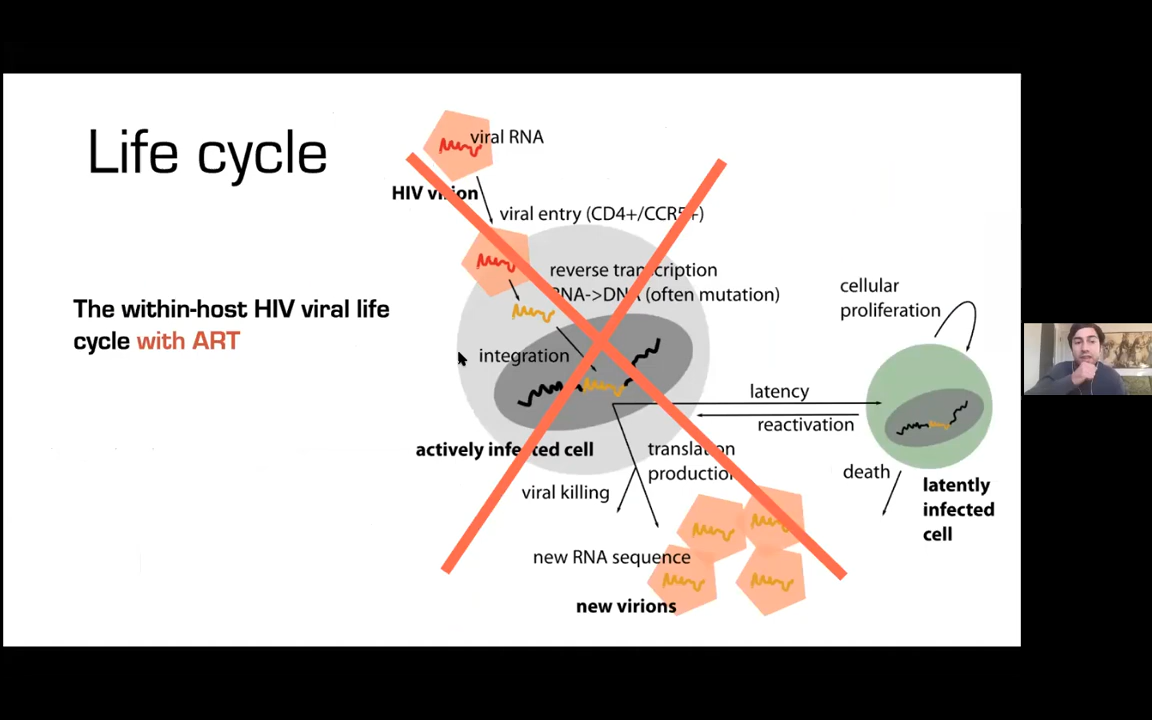 Life cycle
viral RNA
HIV virion
viral entry (CD4+/CCR5+)
The within-host HIV viral life
cycle with ART
reverse transcription
RNA->DNA (often mutation)
integration
cellular
proliferation
latency
reactivation
actively infected cell
translation
production
viral killing
death
latently
infected
cell
new RNA sequence
new virions